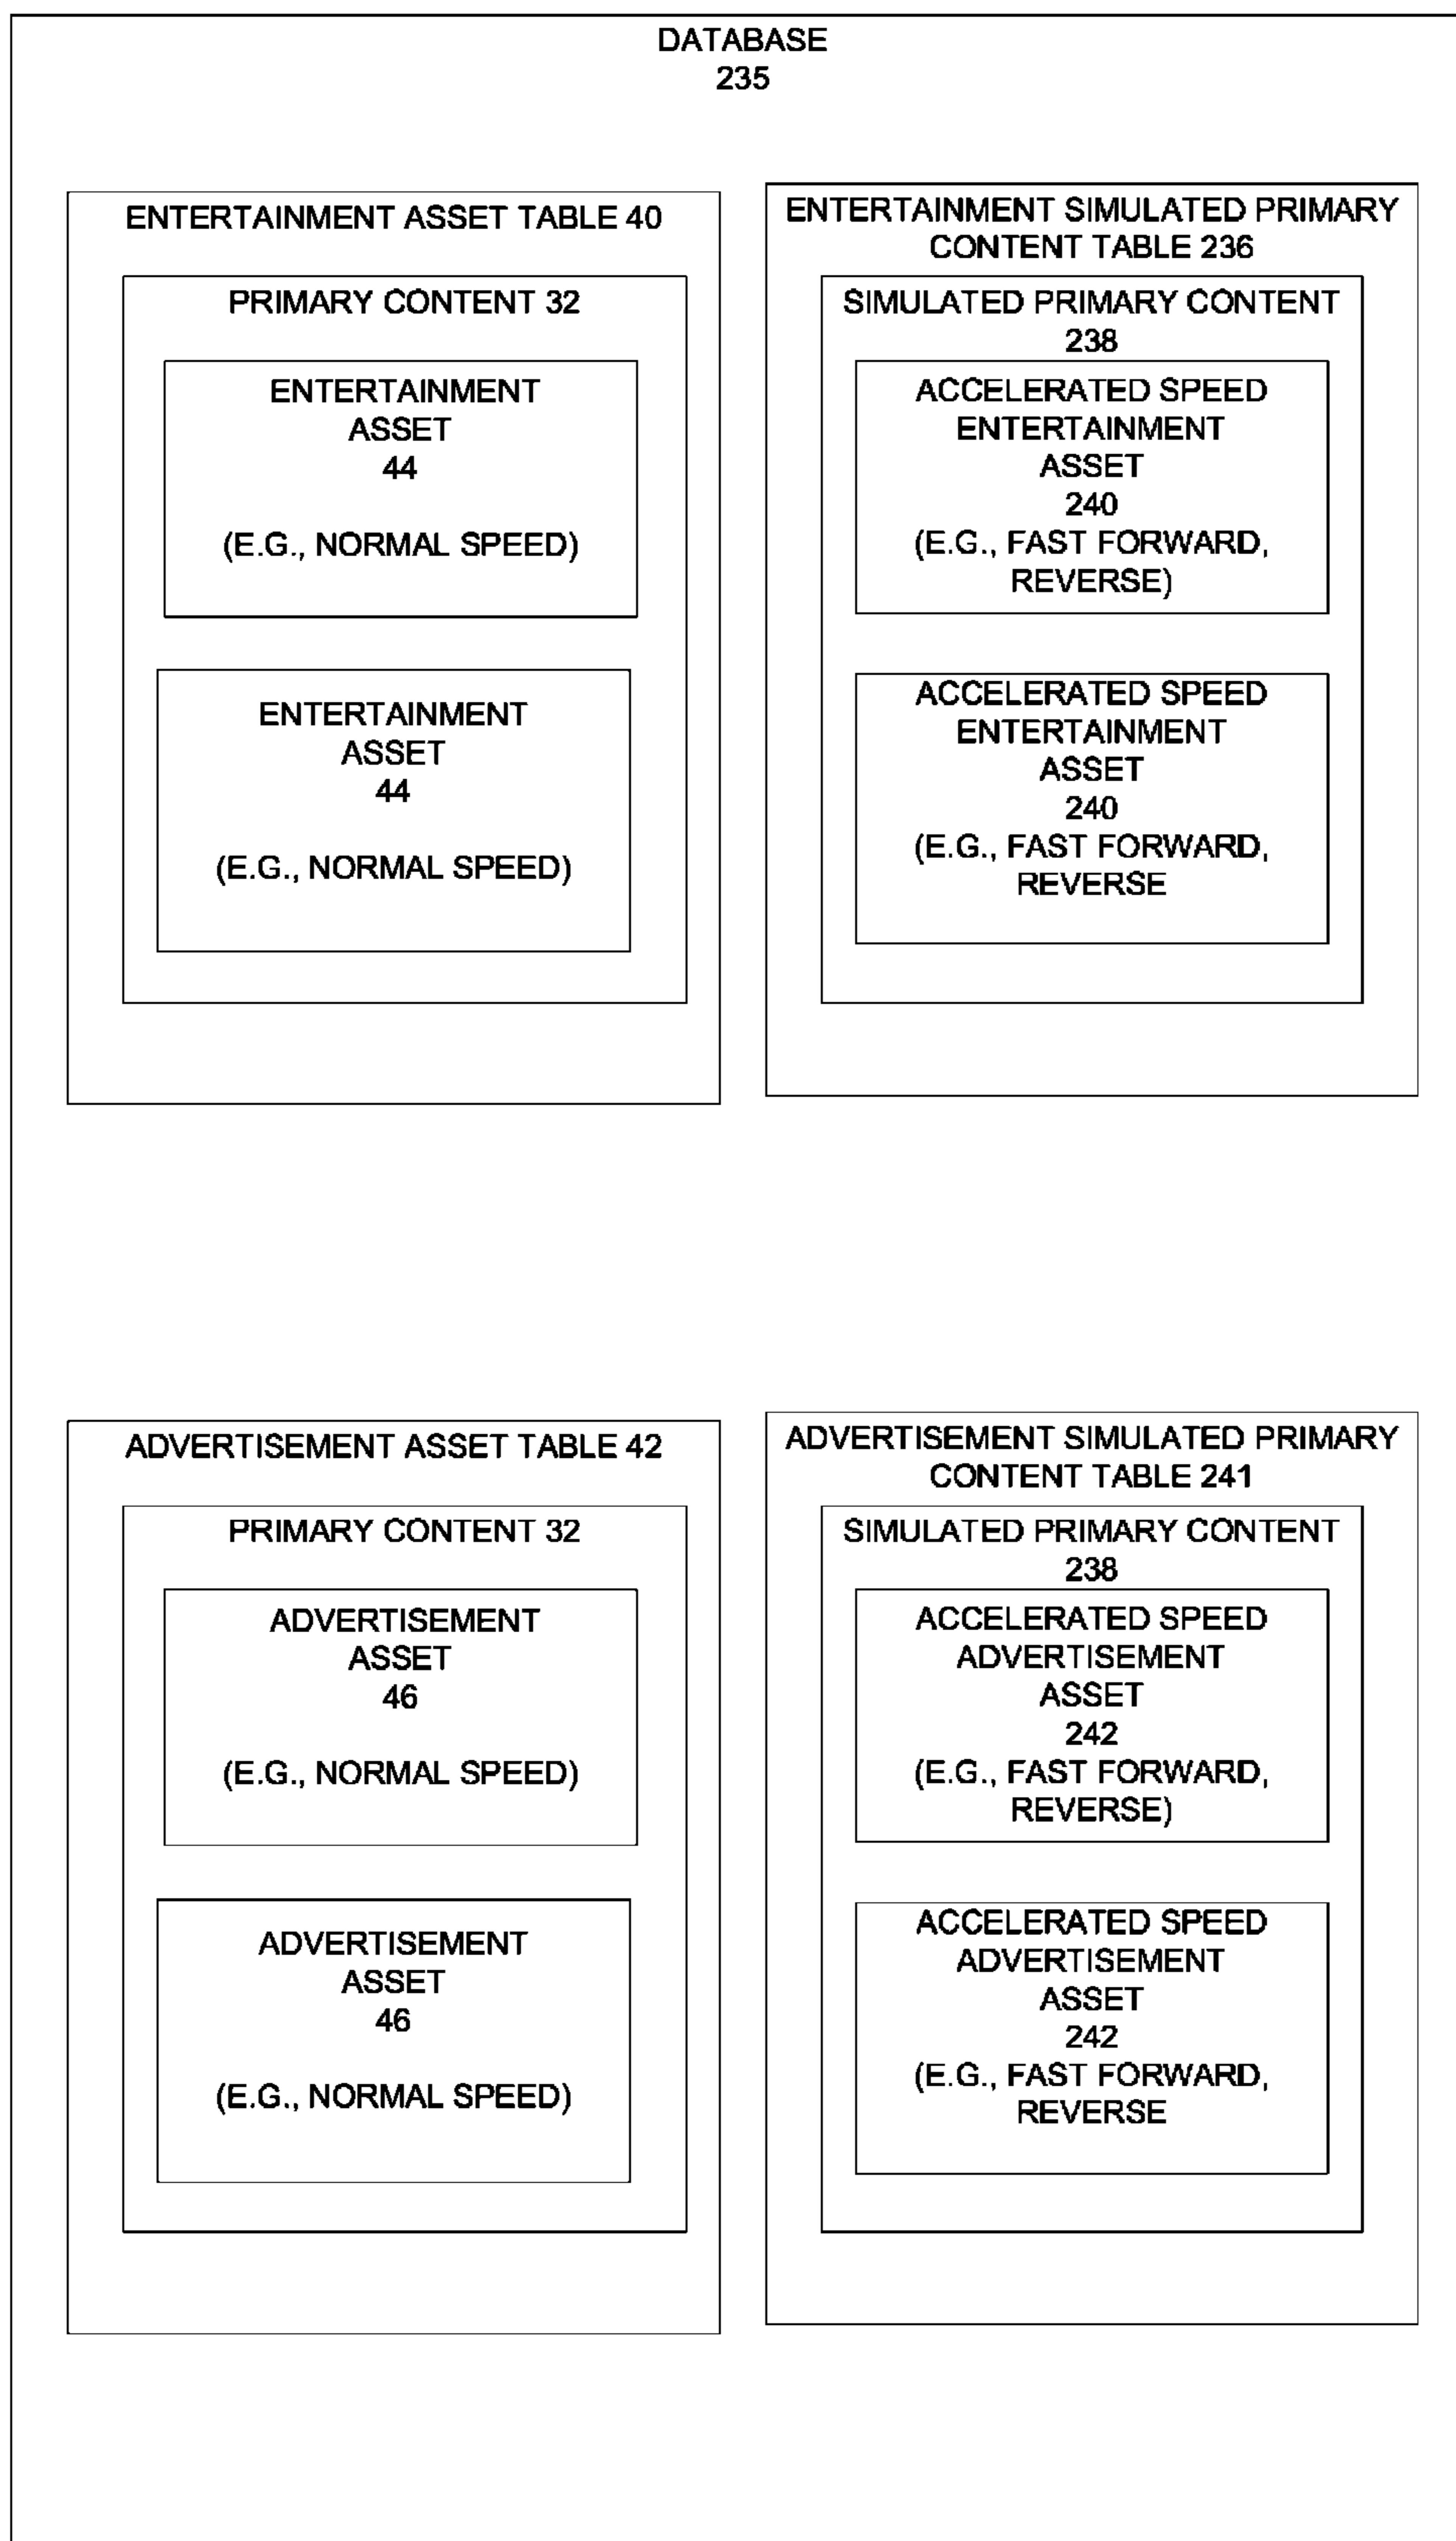 DATABASE
235
ENTERTAINMENT ASSET TABLE 40
PRIMARY CONTENT 32
ENTERTAINMENT
ASSET
44
(E.G., NORMAL SPEED)
ENTERTAINMENT
ASSET
44
(E.G., NORMAL SPEED)
ENTERTAINMENT SIMULATED PRIMARY
CONTENT TABLE 236
SIMULATED PRIMARY CONTENT
238
ACCELERATED SPEED
ENTERTAINMENT
ASSET
240
(E.G., FAST FORWARD,
REVERSE)
ACCELERATED SPEED
ENTERTAINMENT
ASSET
240
(E.G., FAST FORWARD,
REVERSE
ADVERTISEMENT ASSET TABLE 42
PRIMARY CONTENT 32
ADVERTISEMENT
ASSET
46
(E.G., NORMAL SPEED)
ADVERTISEMENT
ASSET
46
(E.G., NORMAL SPEED)
ADVERTISEMENT SIMULATED PRIMARY
CONTENT TABLE 241
SIMULATED PRIMARY CONTENT
238
ACCELERATED SPEED
ADVERTISEMENT
ASSET
242
(E.G., FAST FORWARD,
REVERSE)
ACCELERATED SPEED
ADVERTISEMENT
ASSET
242
(E.G., FAST FORWARD,
REVERSE